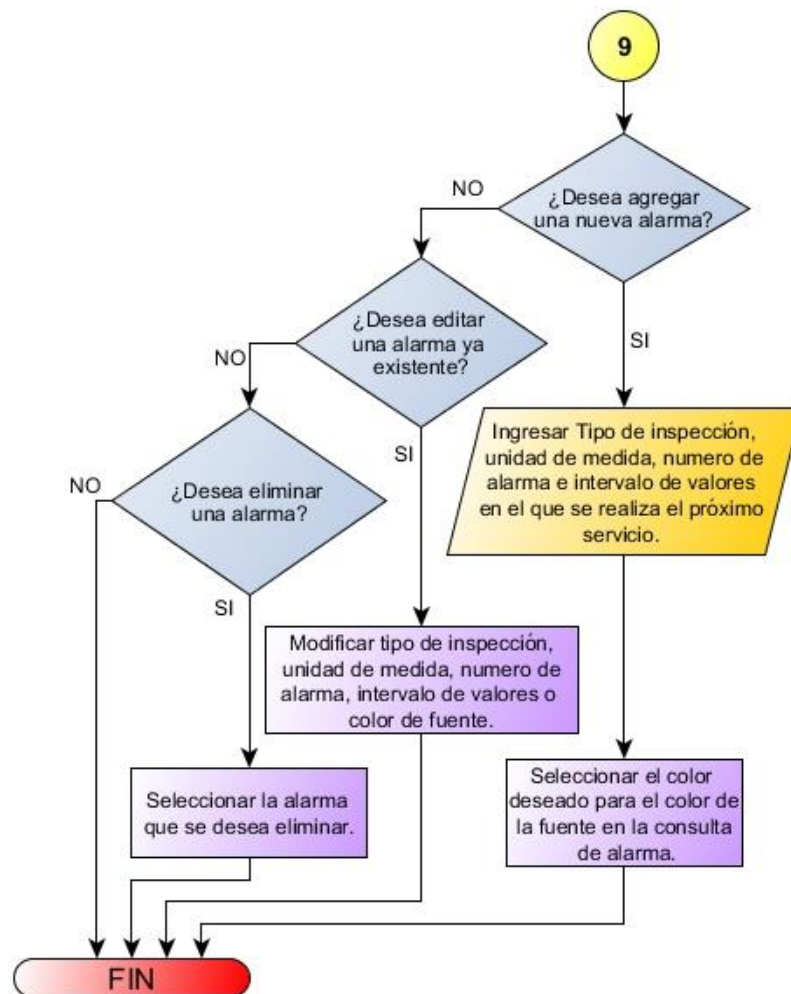 9
¿Desea agregar
una nueva alarma?
NO
SI
¿Desea editar
una alarma ya
existente?
NO
SI
Ingresar Tipo de inspección,
unidad de medida, numero de
alarma e intervalo de valores
en el que se realiza el próximo
servicio.
¿Desea eliminar
una alarma?
NO
SI
Modificar tipo de inspección,
unidad de medida, numero de
alarma, intervalo de valores o
color de fuente.
Seleccionar la alarma
que se desea eliminar.
Seleccionar el color
deseado para el color de
la fuente en la consulta
de alarma.
FIN